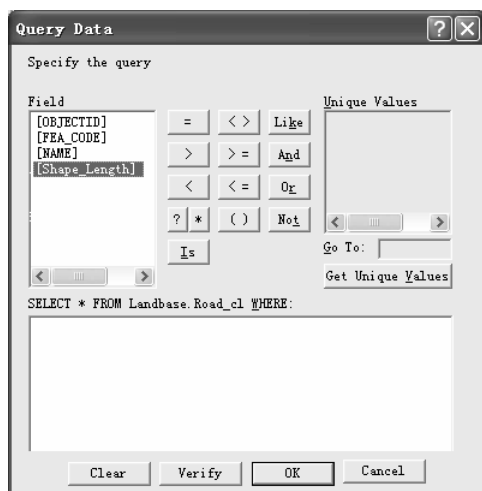 Query Data
Specify the query
Field
Unique Values
[OBJECTID]
[FEA_CODE]
[NAME]
[Shape_Length]
= < > Like
> > = And
< < = Or
? * ( ) Not
Is
Go To:
Get Unique Values
SELECT * FROM Landbase.Road_cl WHERE:
Clear Verify OK Cancel